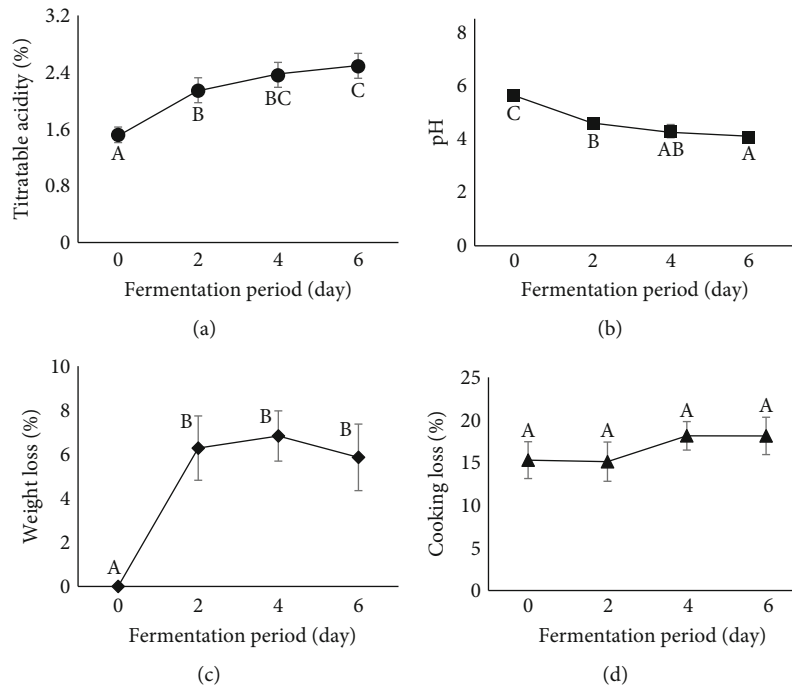 Titratable acidity (%)
3.2
2.4
1.6
0.8
0
A
B
BC
C
0 2 4 6
Fermentation period (day)
(a)
pH
8
6
4
2
0
C
B
AB
A
0 2 4 6
Fermentation period (day)
(b)
Weight loss (%)
10
8
6
4
2
0
A
B
B
B
0 2 4 6
Fermentation period (day)
(c)
Cooking loss (%)
25
20
15
10
5
0
A
A
A
A
0 2 4 6
Fermentation period (day)
(d)